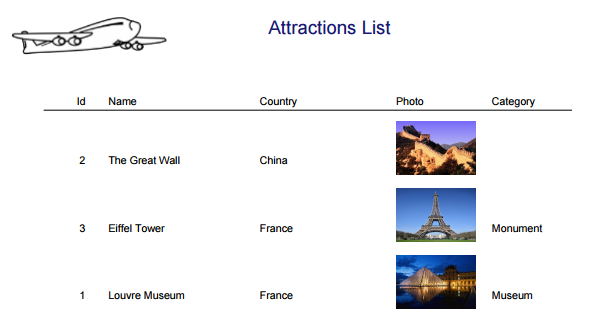 Attractions List
Id Name Country Photo Category
2 The Great Wall China
3 Eiffel Tower France Monument
1 Louvre Museum France Museum